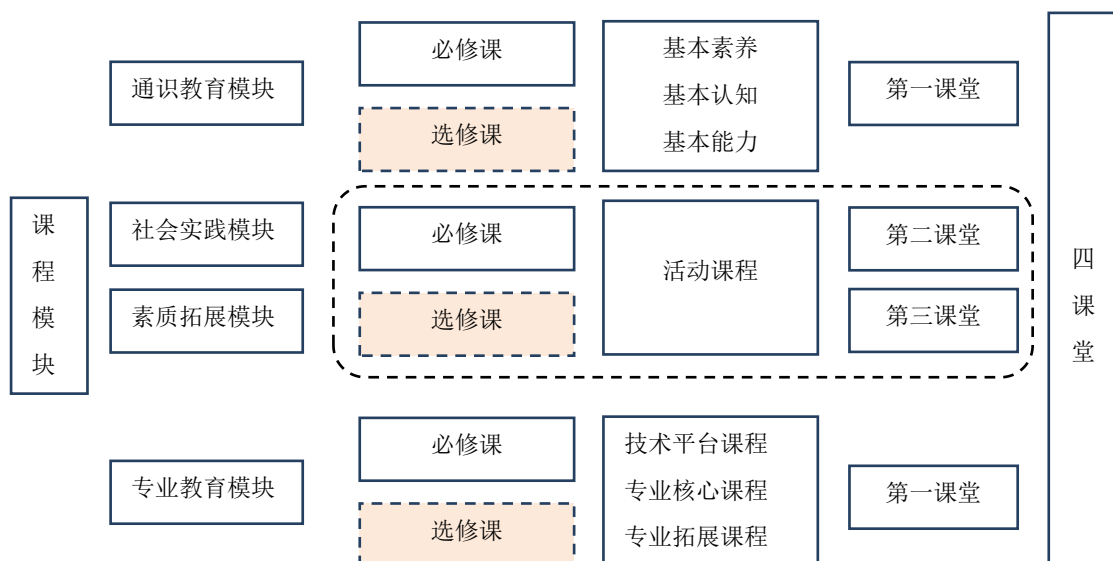 课程模块
通识教育模块
必修课
选修课
基本素养
基本认知
基本能力
第一课堂
社会实践模块
素质拓展模块
必修课
选修课
活动课程
第二课堂
第三课堂
专业教育模块
必修课
选修课
技术平台课程
专业核心课程
专业拓展课程
第一课堂
四课堂